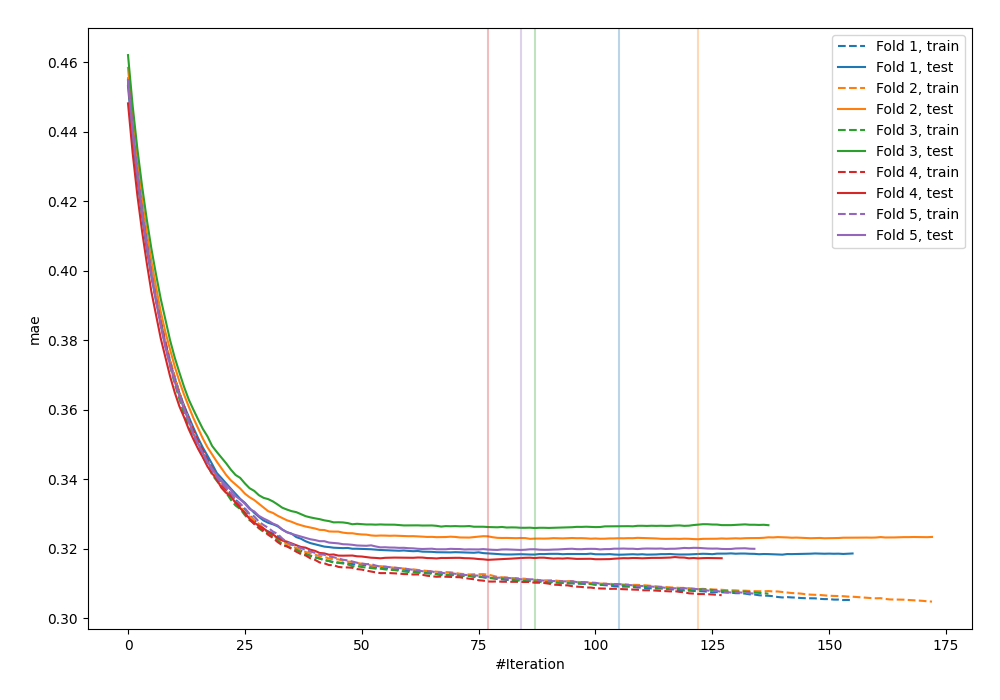 0.46
0.44
0.42
0.40
0.38
0.36
0.34
0.32
0.30
mae
0
25
50
75
100
125
150
175
#Iteration
Fold 1, train
Fold 1, test
Fold 2, train
Fold 2, test
Fold 3, train
Fold 3, test
Fold 4, train
Fold 4, test
Fold 5, train
Fold 5, test